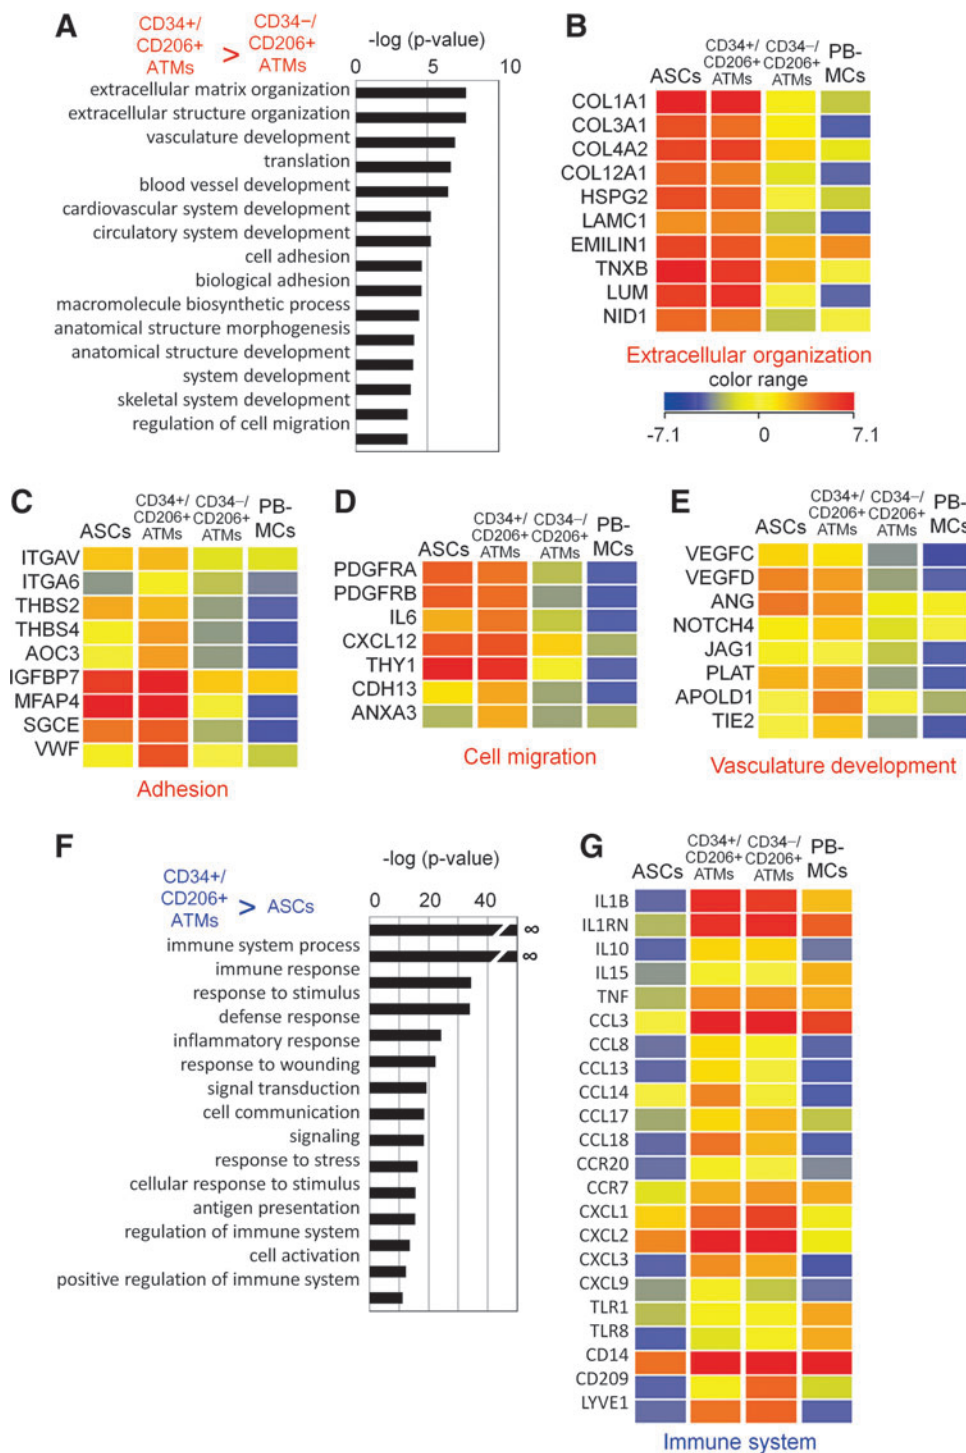 A
CD34+/
CD206+
ATMs
>
CD34−/
CD206+
ATMs
-log (p-value)
0 5 10
extracellular matrix organization
extracellular structure organization
vasculature development
translation
blood vessel development
cardiovascular system development
circulatory system development
cell adhesion
biological adhesion
macromolecule biosynthetic process
anatomical structure morphogenesis
anatomical structure development
system development
skeletal system development
regulation of cell migration
B
ASCs
CD34+/
CD206+
ATMs
CD34−/
CD206+
ATMs
PB-
MCs
COL1A1
COL3A1
COL4A2
COL12A1
HSPG2
LAMC1
EMILIN1
TNXB
LUM
NID1
Extracellular organization
color range
-7.1 0 7.1
C
ASCs
CD34+/
CD206+
ATMs
CD34−/
CD206+
ATMs
PB-
MCs
ITGAV
ITGA6
THBS2
THBS4
AOC3
IGFBP7
MFAP4
SGCE
VWF
Adhesion
D
ASCs
CD34+/
CD206+
ATMs
CD34−/
CD206+
ATMs
PB-
MCs
PDGFRA
PDGFRB
IL6
CXCL12
THY1
CDH13
ANXA3
Cell migration
E
ASCs
CD34+/
CD206+
ATMs
CD34−/
CD206+
ATMs
PB-
MCs
VEGFC
VEGFD
ANG
NOTCH4
JAG1
PLAT
APOLD1
TIE2
Vasculature development
F
CD34+/
CD206+
ATMs
> ASCs
-log (p-value)
0 20 40
∞
immune system process
∞
immune response
response to stimulus
defense response
inflammatory response
response to wounding
signal transduction
cell communication
signaling
response to stress
cellular response to stimulus
antigen presentation
regulation of immune system
cell activation
positive regulation of immune system
G
ASCs
CD34+/
CD206+
ATMs
CD34−/
CD206+
ATMs
PB-
MCs
IL1B
IL1RN
IL10
IL15
TNF
CCL3
CCL8
CCL13
CCL14
CCL17
CCL18
CCR20
CCR7
CXCL1
CXCL2
CXCL3
CXCL9
TLR1
TLR8
CD14
CD209
LYVE1
Immune system